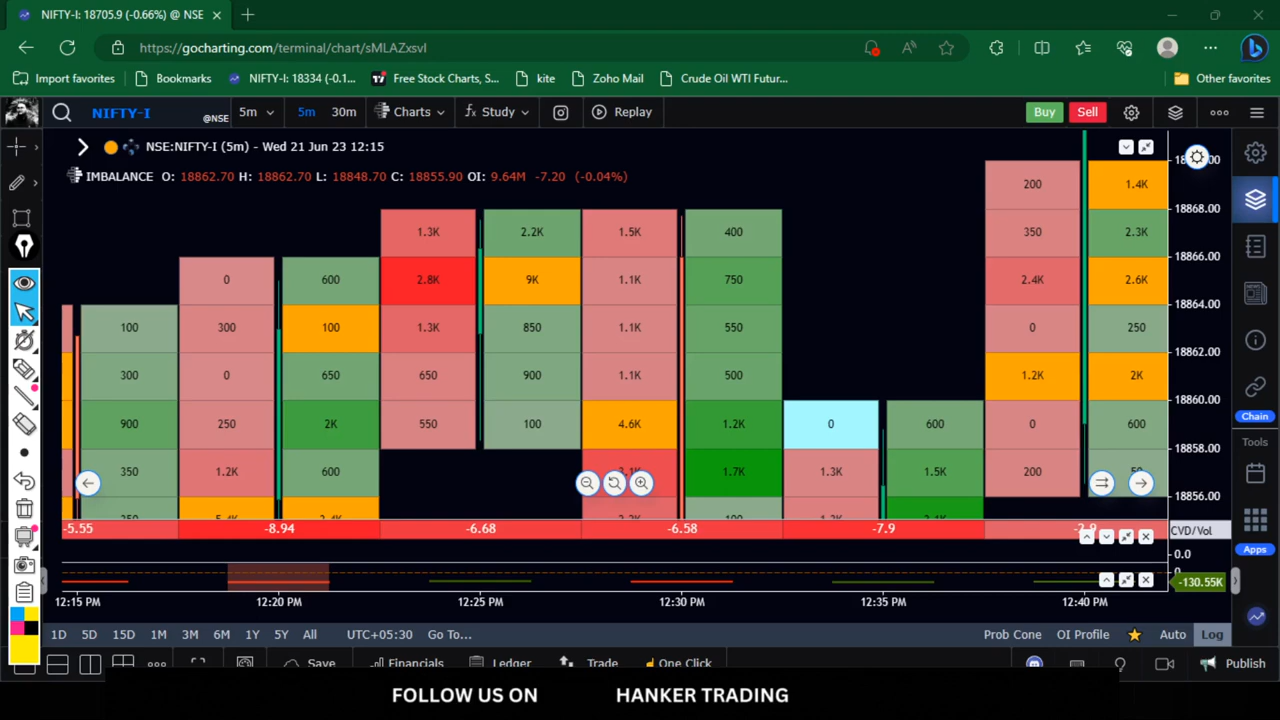 NIFTY-I: 18705.9 (-0.66%) @ NSE
https://gocharting.com/terminal/chart/sMLAZxsvI
Import favorites Bookmarks NIFTY-I: 18334 (-0.1... Free Stock Charts, S... kite Zoho Mail Crude Oil WTI Futur... Other favorites
NIFTY-I @NSE 5m 5m 30m Charts fx Study Replay Buy Sell
NSE:NIFTY-I (5m) - Wed 21 Jun 23 12:15
IMBALANCE O: 18862.70 H: 18862.70 L: 18848.70 C: 18855.90 OI: 9.64M -7.20 (-0.04%)
200 1.4K
1.3K 2.2K 1.5K 400 350 2.3K 18868.00
0 600 2.8K 9K 1.1K 750 2.4K 2.6K 18866.00
100 300 100 1.3K 850 1.1K 550 0 250 18864.00
300 0 650 650 900 1.1K 500 1.2K 2K 18862.00
900 250 2K 550 100 4.6K 1.2K 0 600 0 600 18860.00
Chain
Tools
350 1.2K 600 1.7K 1.3K 1.5K 200 18858.00
18856.00
-5.55 -8.94 -6.68 -6.58 -7.9 CVD/Vol
0.0
Apps
-130.55K
12:15 PM 12:20 PM 12:25 PM 12:30 PM 12:35 PM 12:40 PM
1D 5D 15D 1M 3M 6M 1Y 5Y All UTC+05:30 Go To... Prob Cone OI Profile Auto Log
Save Financials Ledger Trade One Click Publish
FOLLOW US ON HANKER TRADING